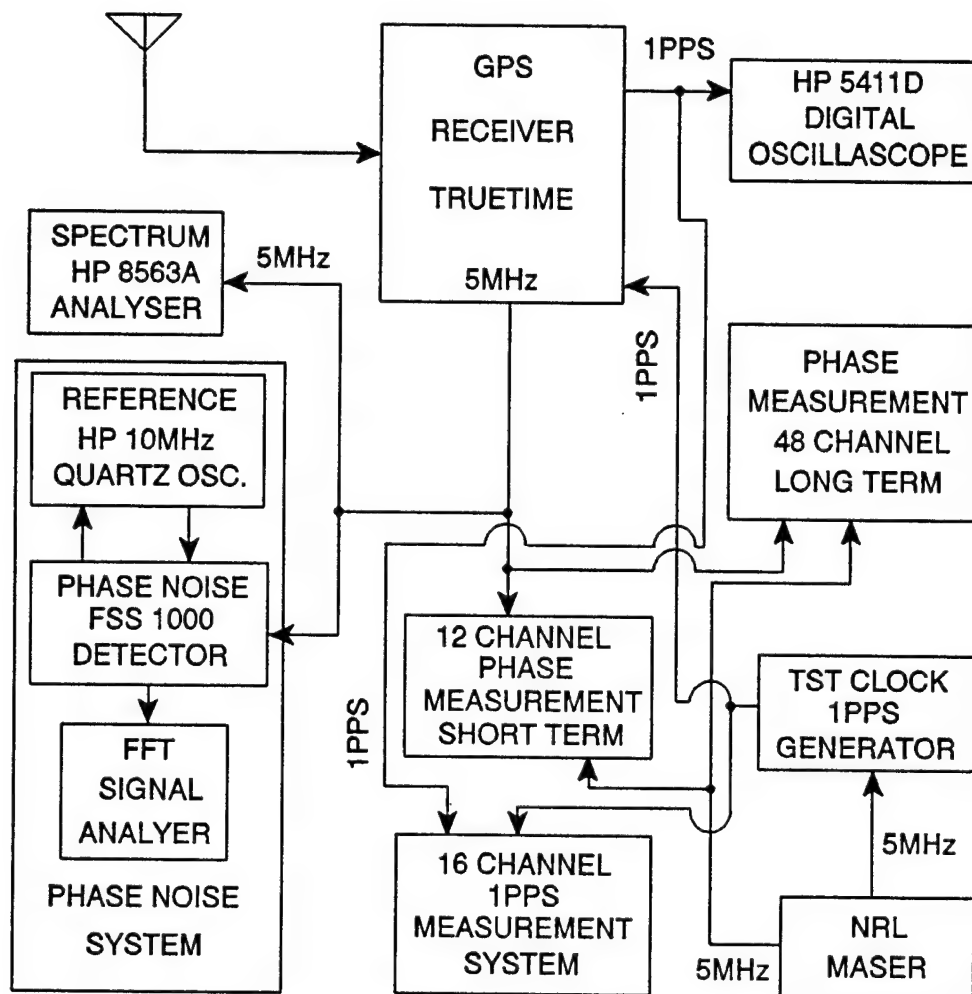 GPS
RECEIVER
TRUETIME
5MHz
1PPS
HP 5411D
DIGITAL
OSCILLASCOPE
SPECTRUM
HP 8563A
ANALYSER
5MHz
1PPS
PHASE
MEASUREMENT
48 CHANNEL
LONG TERM
REFERENCE
HP 10MHz
QUARTZ OSC.
PHASE NOISE
FSS 1000
DETECTOR
FFT
SIGNAL
ANALYER
PHASE NOISE
SYSTEM
12 CHANNEL
PHASE
MEASUREMENT
SHORT TERM
1PPS
TST CLOCK
1PPS
GENERATOR
16 CHANNEL
1PPS
MEASUREMENT
SYSTEM
5MHz
5MHz
NRL
MASER